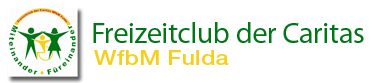 Freizeitclub der Caritas
WfbM Fulda
Miteinander • Füreinander